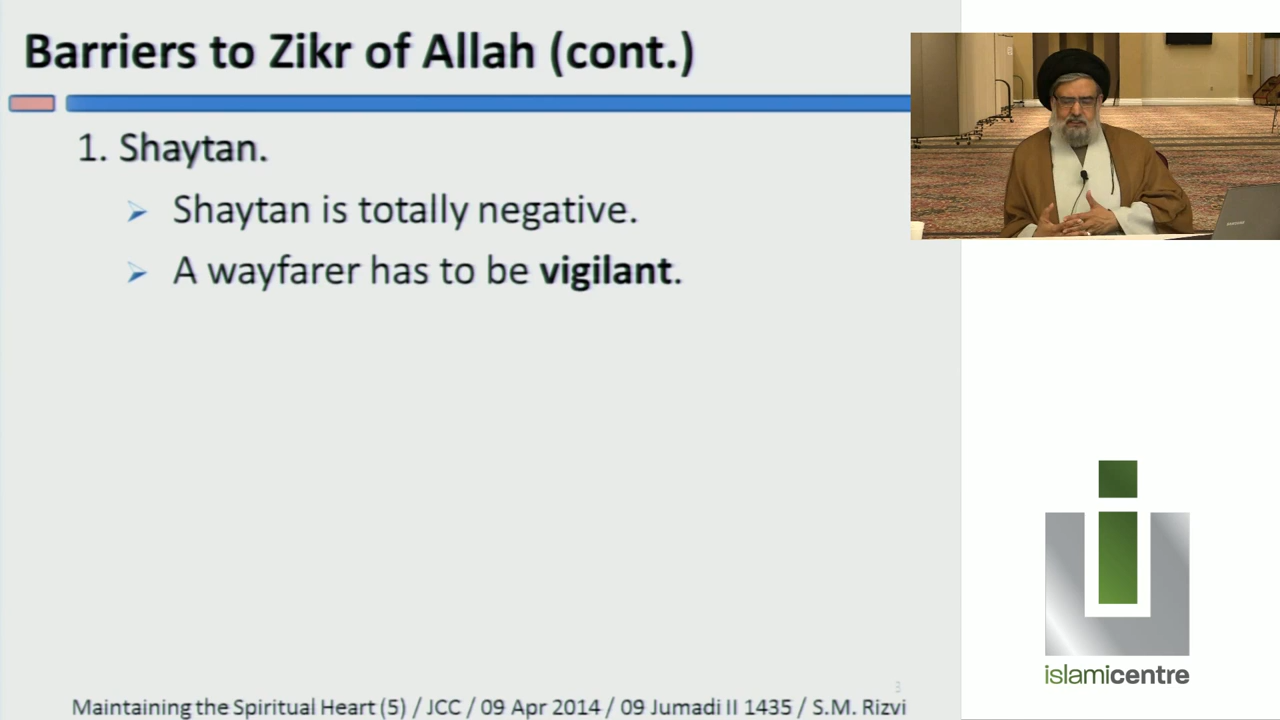 Barriers to Zikr of Allah (cont.)
1. Shaytan.
➢ Shaytan is totally negative.
➢ A wayfarer has to be vigilant.
Maintaining the Spiritual Heart (5) / JCC / 09 Apr 2014 / 09 Jumadi II 1435 / S.M. Rizvi
islamicentre